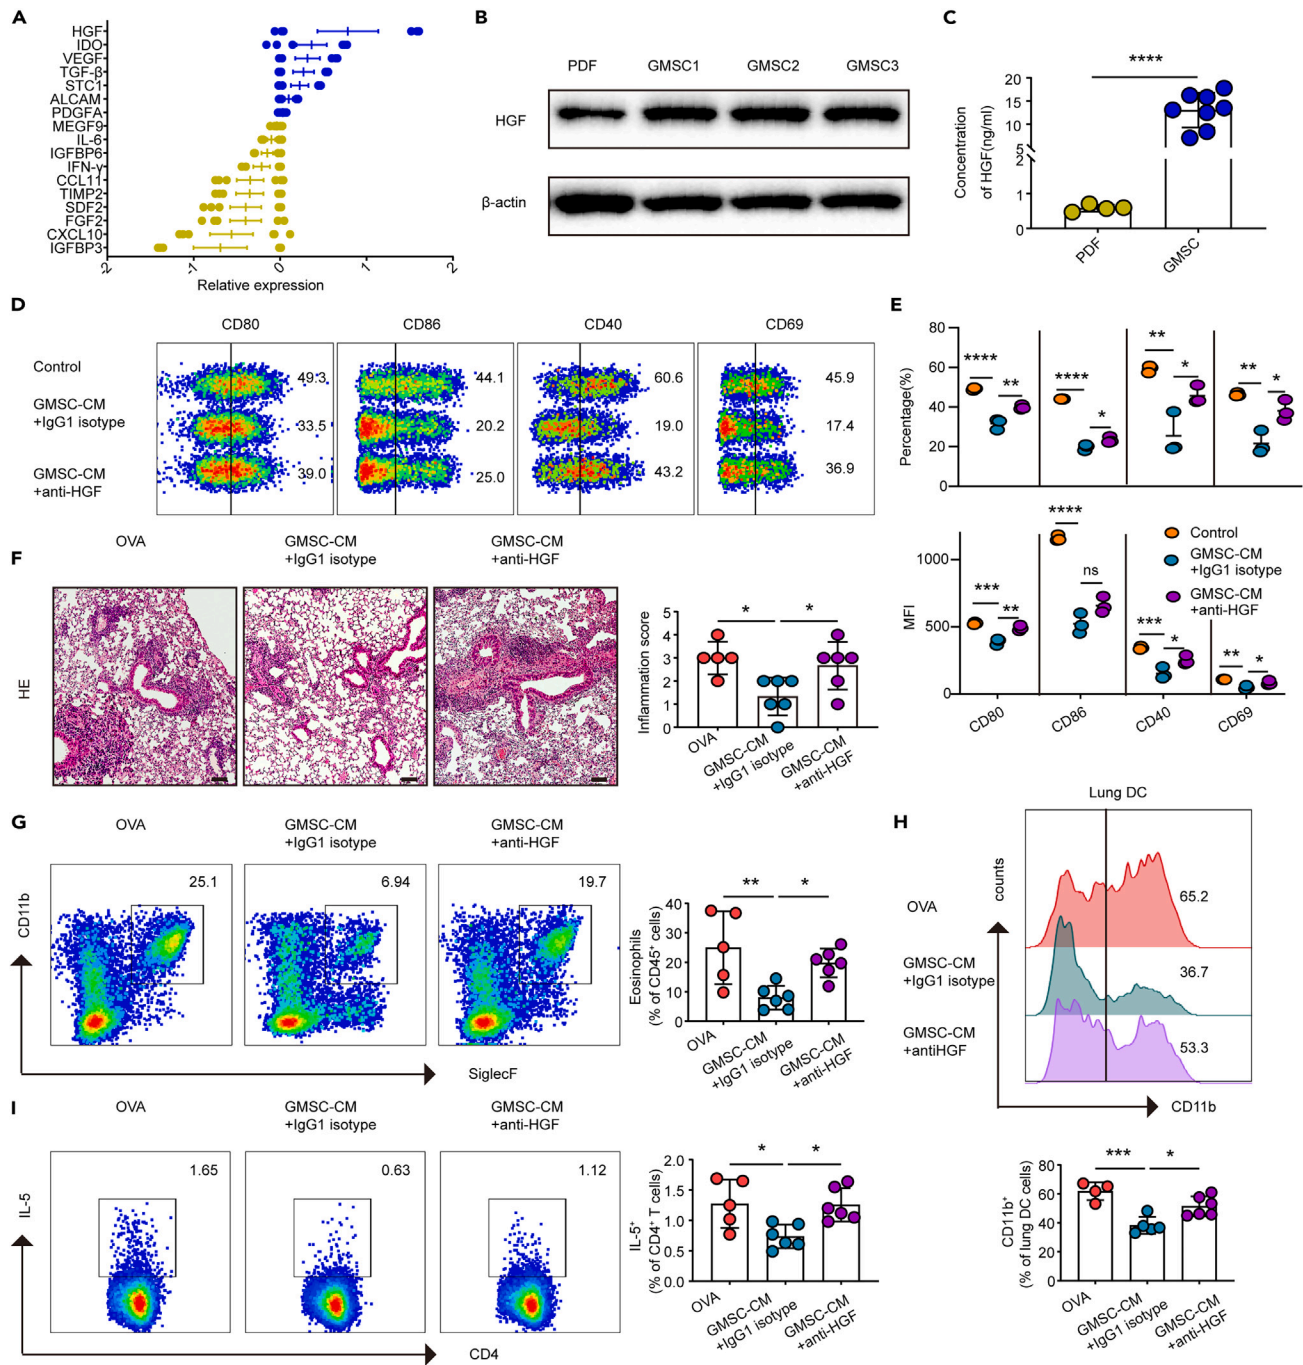 A
HGF
IDO
VEGF
TGF-β
STC1
ALCAM
PDGFA
MEGF9
IL-6
IGFBP6
IFN-γ
CCL11
TIMP2
SDF2
FGF2
CXCL10
IGFBP3
-2
-1
0
1
2
Relative expression
B
PDF
GMSC1
GMSC2
GMSC3
HGF
β-actin
C
****
Concentration
of HGF(ng/ml)
20
15
10
5
2
1
0
PDF
GMSC
D
CD80
CD86
CD40
CD69
Control
49.3
44.1
60.6
45.9
GMSC-CM
+IgG1 isotype
33.5
20.2
19.0
17.4
GMSC-CM
+anti-HGF
39.0
25.0
43.2
36.9
E
Percentage(%)
80
60
40
20
0
****
**
****
*
**
*
**
*
MFI
1000
500
0
***
**
****
ns
***
*
**
*
Control
GMSC-CM
+IgG1 isotype
GMSC-CM
+anti-HGF
CD80
CD86
CD40
CD69
F
OVA
GMSC-CM
+IgG1 isotype
GMSC-CM
+anti-HGF
HE
Inflammation score
5
4
3
2
1
0
*
*
OVA
GMSC-CM
+IgG1 isotype
GMSC-CM
+anti-HGF
G
OVA
GMSC-CM
+IgG1 isotype
GMSC-CM
+anti-HGF
25.1
6.94
19.7
CD11b
SiglecF
Eosinophils
(% of CD45⁺ cells)
40
30
20
10
0
**
*
OVA
GMSC-CM
+IgG1 isotype
GMSC-CM
+anti-HGF
H
Lung DC
counts
OVA
65.2
GMSC-CM
+IgG1 isotype
36.7
GMSC-CM
+antiHGF
53.3
CD11b
CD11b⁺
(% of lung DC cells)
80
60
40
20
0
***
*
OVA
GMSC-CM
+IgG1 isotype
GMSC-CM
+anti-HGF
I
OVA
GMSC-CM
+IgG1 isotype
GMSC-CM
+anti-HGF
1.65
0.63
1.12
IL-5
CD4
IL-5⁺
(% of CD4⁺ T cells)
2.0
1.5
1.0
0.5
0.0
*
*
OVA
GMSC-CM
+IgG1 isotype
GMSC-CM
+anti-HGF